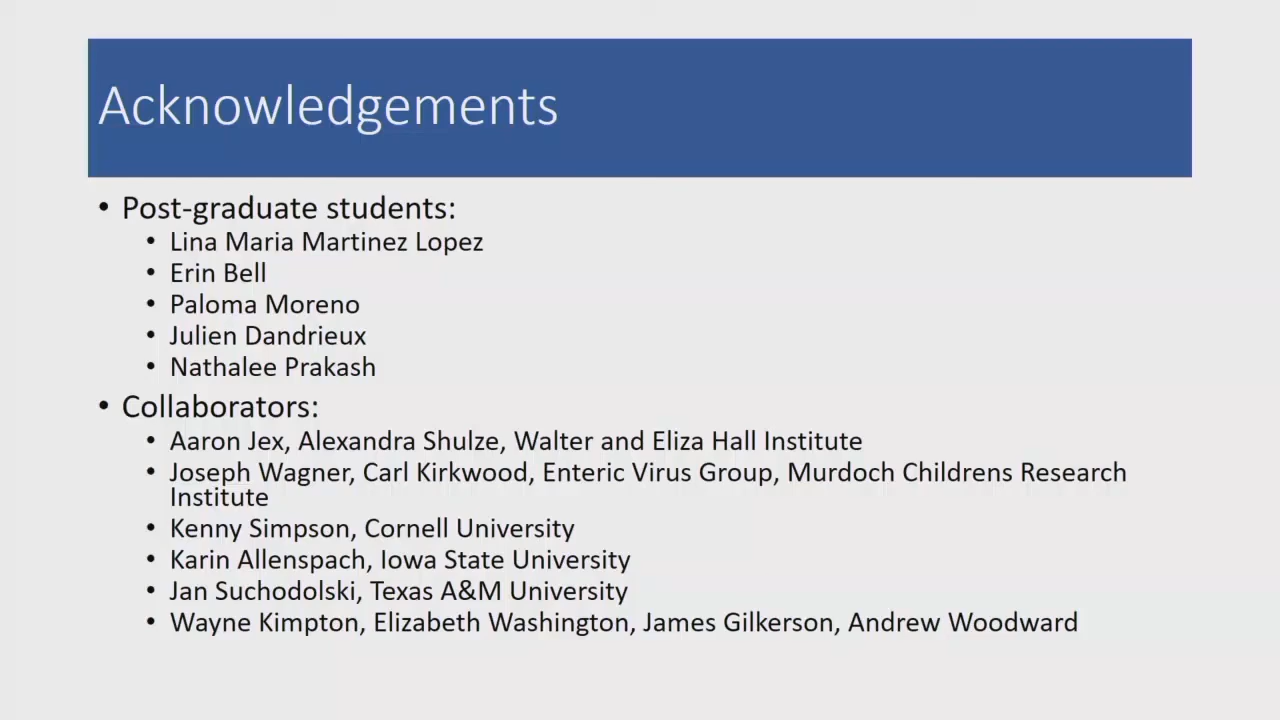 Acknowledgements
• Post-graduate students:
• Lina Maria Martinez Lopez
• Erin Bell
• Paloma Moreno
• Julien Dandrieux
• Nathalee Prakash
• Collaborators:
• Aaron Jex, Alexandra Shulze, Walter and Eliza Hall Institute
• Joseph Wagner, Carl Kirkwood, Enteric Virus Group, Murdoch Childrens Research
Institute
• Kenny Simpson, Cornell University
• Karin Allenspach, Iowa State University
• Jan Suchodolski, Texas A&M University
• Wayne Kimpton, Elizabeth Washington, James Gilkerson, Andrew Woodward